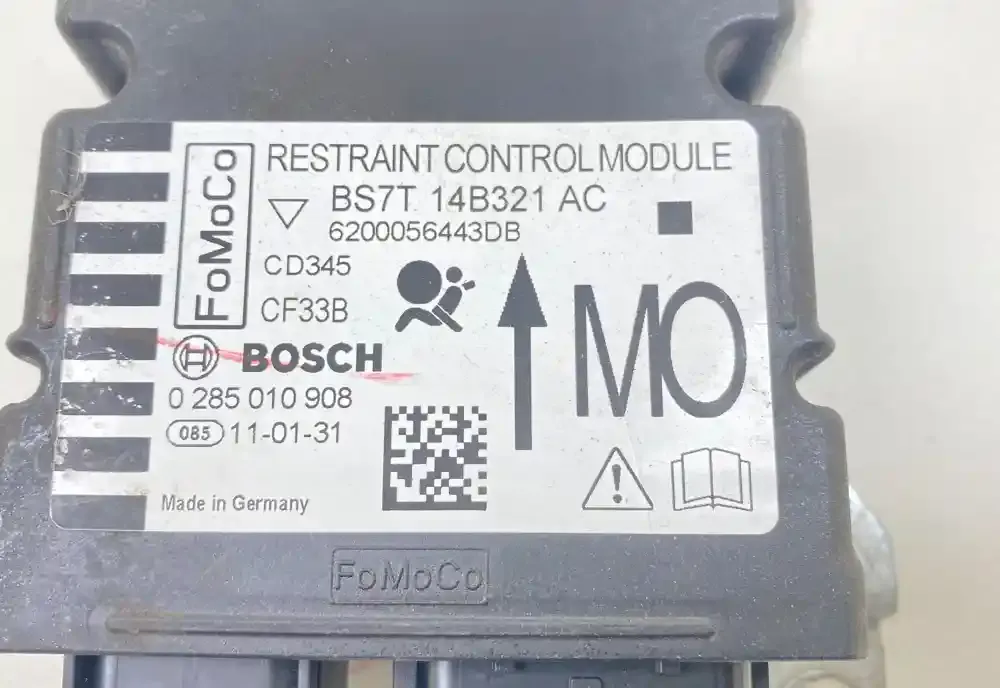 FoMoCo
RESTRAINT CONTROL MODULE
BS7T 14B321 AC
6200056443DB
CD345
CF33B
MO
BOSCH
0 285 010 908
085 11-01-31
Made in Germany
FoMoCo